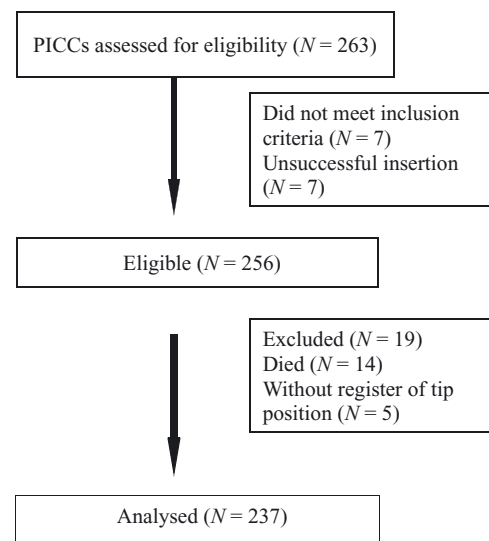 PICCs assessed for eligibility (N = 263)
Did not meet inclusion
criteria (N = 7)
Unsuccessful insertion
(N = 7)
Eligible (N = 256)
Excluded (N = 19)
Died (N = 14)
Without register of tip
position (N = 5)
Analysed (N = 237)